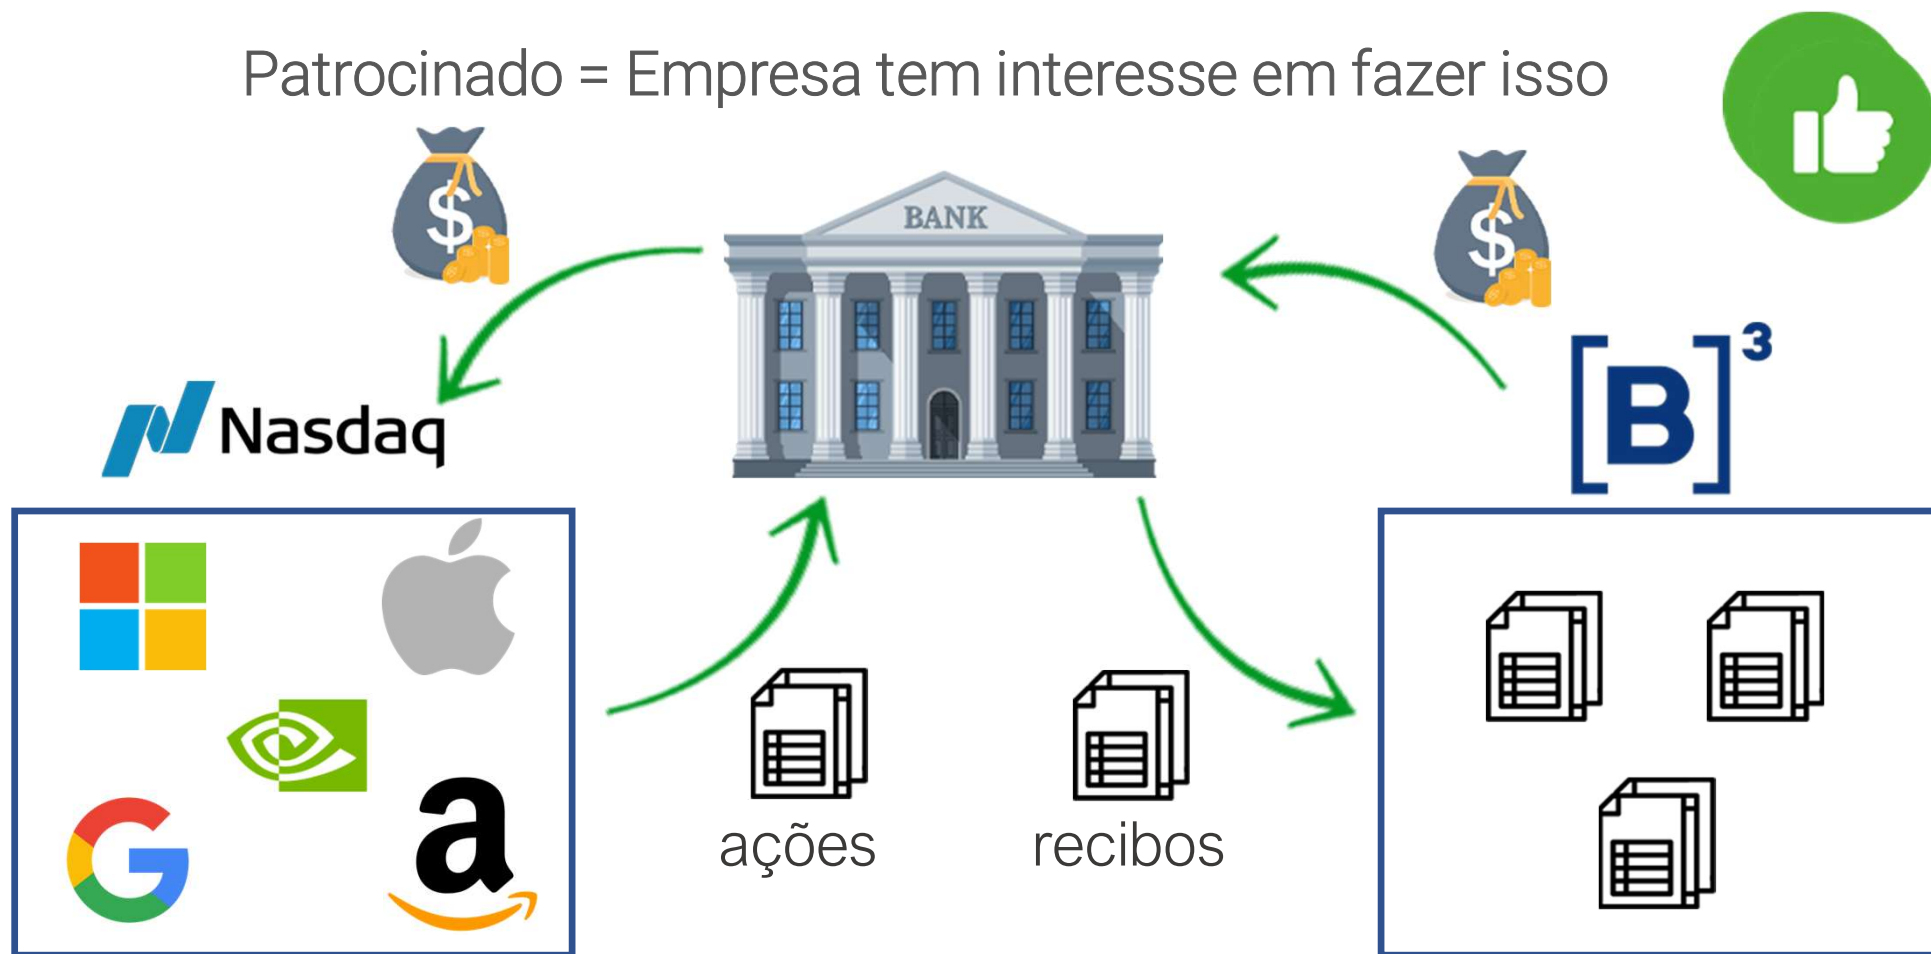 Patrocinado = Empresa tem interesse em fazer isso
$
BANK
$
Nasdaq
[B]³
G
a
ações
recibos